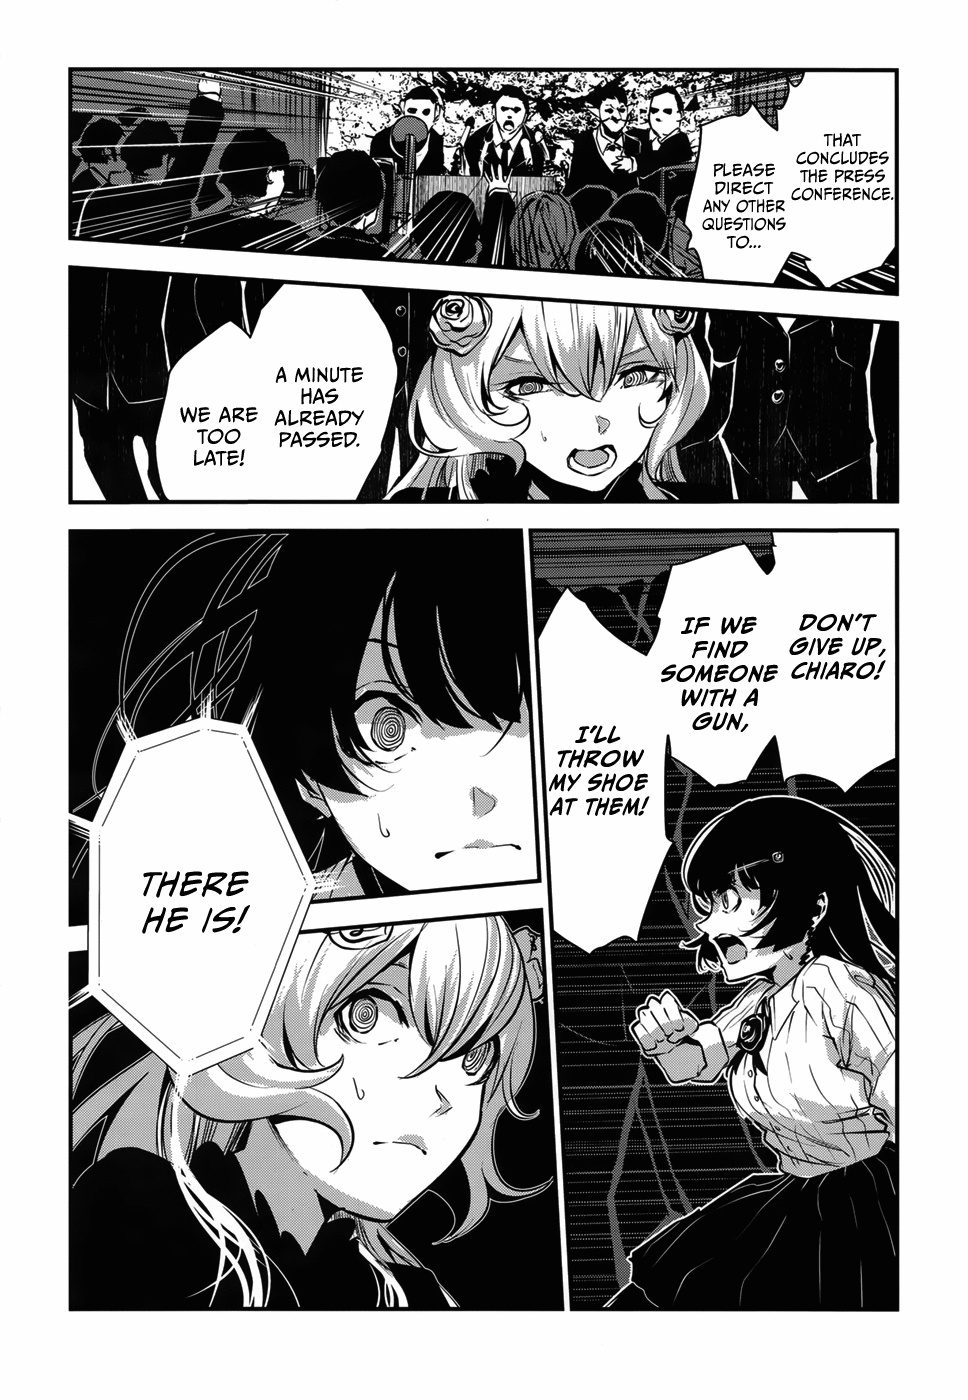 THAT
CONCLUDES
THE PRESS
CONFERENCE.
PLEASE
DIRECT
ANY OTHER
QUESTIONS
TO...
A MINUTE
HAS
ALREADY
PASSED.
WE ARE
TOO
LATE!
DON'T
GIVE UP,
CHIARO!
IF WE
FIND
SOMEONE
WITH A
GUN,
I'LL
THROW
MY SHOE
AT THEM!
THERE
HE IS!